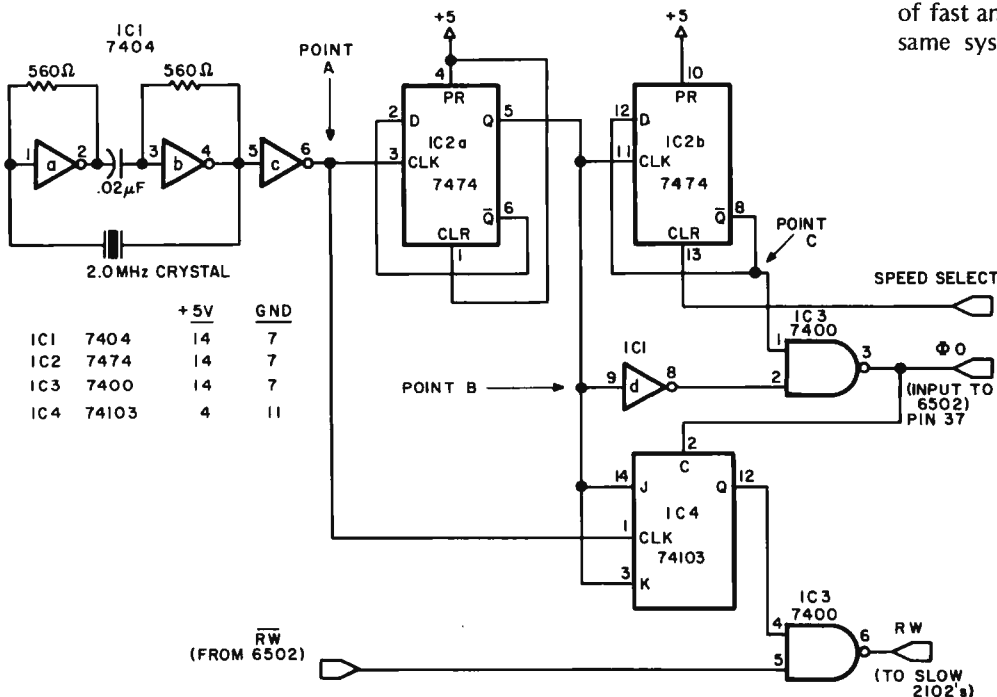 of fast an
same sys
IC1
7404
560Ω
560Ω
1
a
2
.02µF
3
b
4
5
c
6
2.0 MHz CRYSTAL
POINT
A
+5
4
PR
2
D
Q
5
IC2a
3
CLK
7474
Q̅
6
CLR
1
+5
10
PR
12
D
Q
IC2b
11
CLK
7474
Q̅
8
CLR
13
POINT
C
SPEED SELECT
+5V GND
IC1 7404 14 7
IC2 7474 14 7
IC3 7400 14 7
IC4 74103 4 11
POINT B
IC1
9
d
8
IC3
7400
1
2
3
ΦO
(INPUT TO
6502)
PIN 37
2
C
14
J
Q
12
IC4
1
CLK
74103
3
K
R̅W̅
(FROM 6502)
IC3
7400
4
5
6
RW
(TO SLOW
2102's)